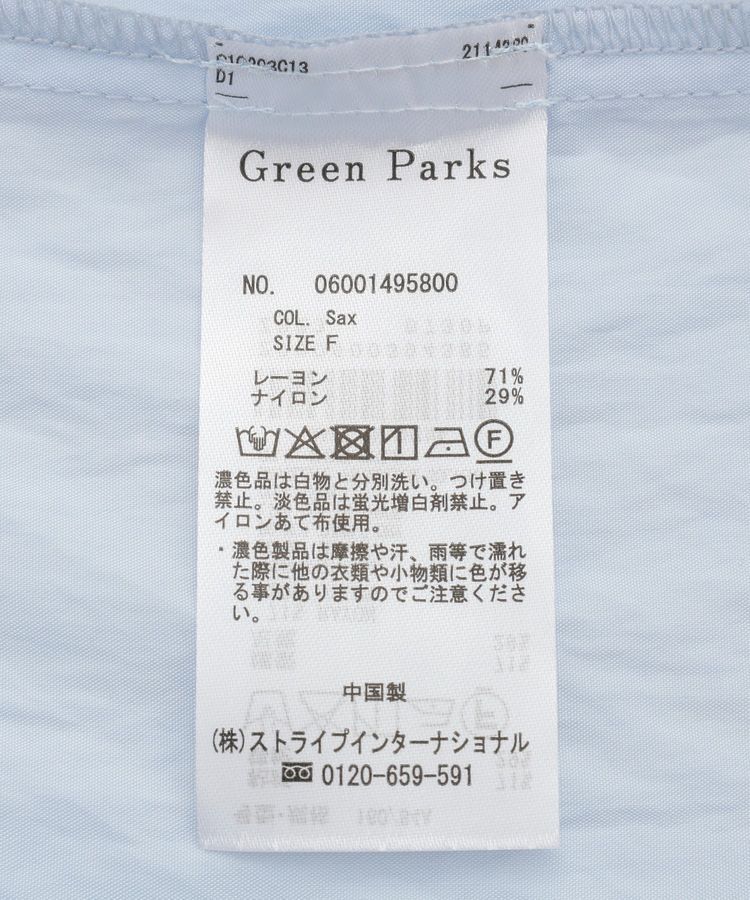 D1
Green Parks
NO. 06001495800
COL. Sax
SIZE F
レーヨン 71%
ナイロン 29%
F
濃色品は白物と分別洗い。つけ置き
禁止。淡色品は蛍光増白剤禁止。ア
イロンあて布使用。
・濃色製品は摩擦や汗、雨等で濡れ
た際に他の衣類や小物類に色が移
る事がありますのでご注意くださ
い。
中国製
(株)ストライプインターナショナル
0120-659-591